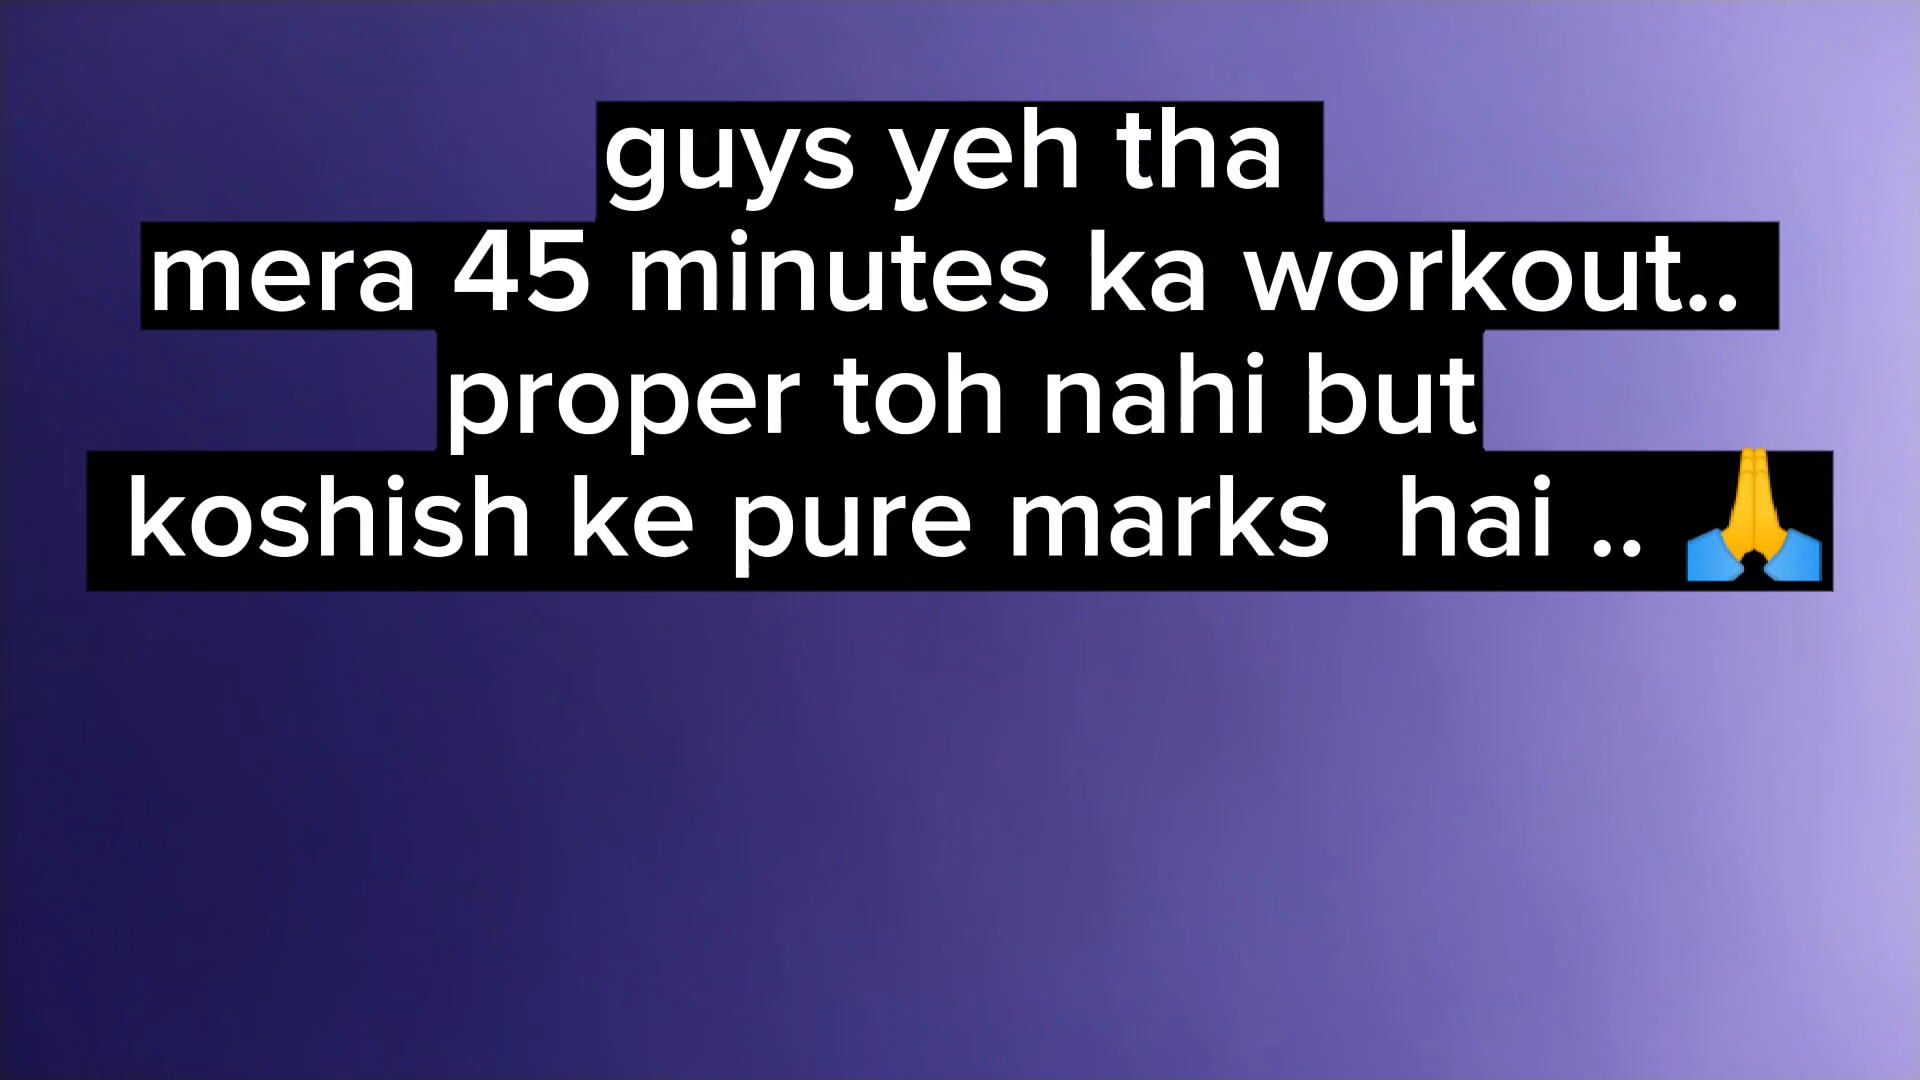 guys yeh tha
mera 45 minutes ka workout..
proper toh nahi but
koshish ke pure marks  hai .. 🙏